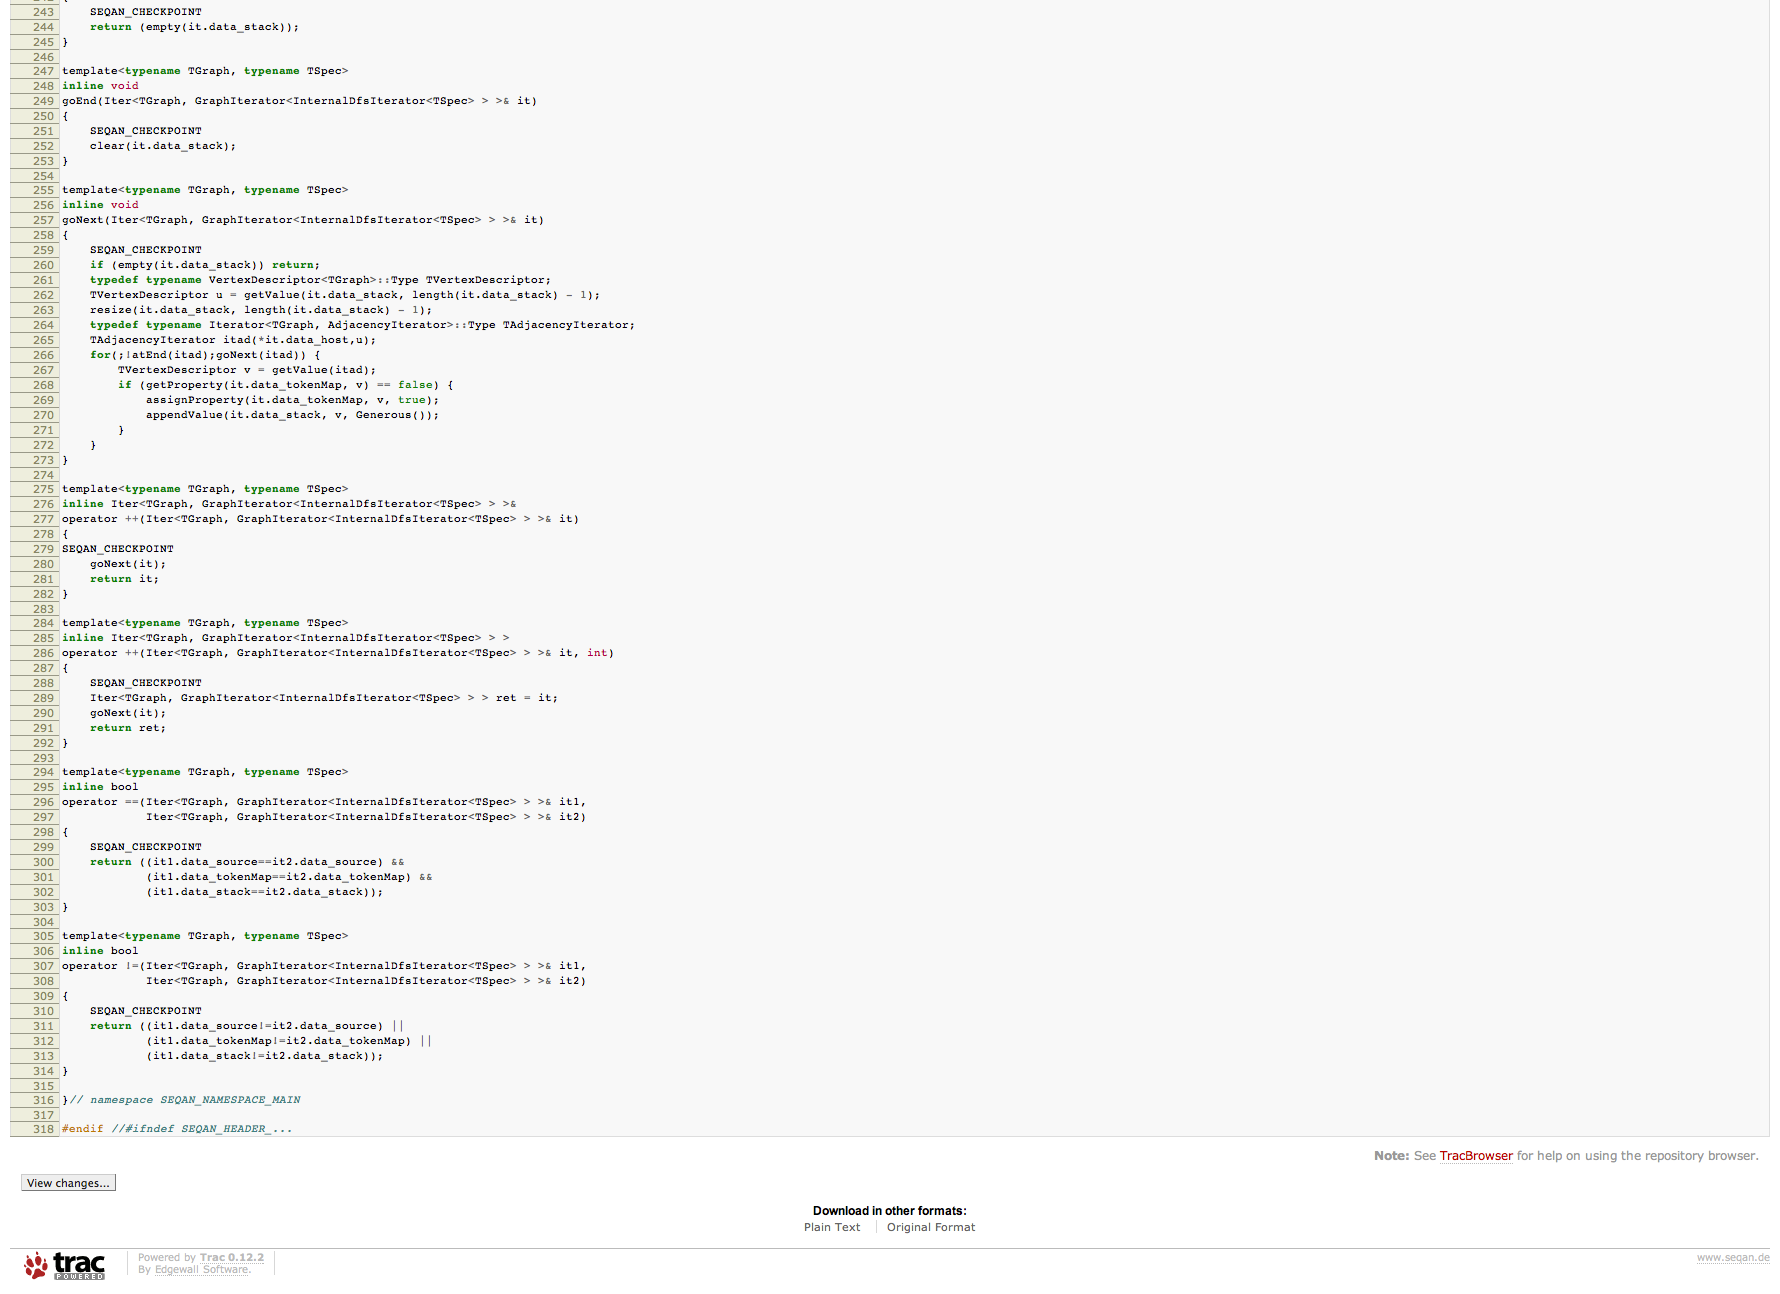 243     SEQAN_CHECKPOINT
244     return (empty(it.data_stack));
245 }
246
247 template<typename TGraph, typename TSpec>
248 inline void
249 goEnd(Iter<TGraph, GraphIterator<InternalDfsIterator<TSpec> > >& it)
250 {
251     SEQAN_CHECKPOINT
252     clear(it.data_stack);
253 }
254
255 template<typename TGraph, typename TSpec>
256 inline void
257 goNext(Iter<TGraph, GraphIterator<InternalDfsIterator<TSpec> > >& it)
258 {
259     SEQAN_CHECKPOINT
260     if (empty(it.data_stack)) return;
261     typedef typename VertexDescriptor<TGraph>::Type TVertexDescriptor;
262     TVertexDescriptor u = getValue(it.data_stack, length(it.data_stack) - 1);
263     resize(it.data_stack, length(it.data_stack) - 1);
264     typedef typename Iterator<TGraph, AdjacencyIterator>::Type TAdjacencyIterator;
265     TAdjacencyIterator itad(*it.data_host,u);
266     for(;!atEnd(itad);goNext(itad)) {
267         TVertexDescriptor v = getValue(itad);
268         if (getProperty(it.data_tokenMap, v) == false) {
269             assignProperty(it.data_tokenMap, v, true);
270             appendValue(it.data_stack, v, Generous());
271         }
272     }
273 }
274
275 template<typename TGraph, typename TSpec>
276 inline Iter<TGraph, GraphIterator<InternalDfsIterator<TSpec> > >&
277 operator ++(Iter<TGraph, GraphIterator<InternalDfsIterator<TSpec> > >& it)
278 {
279 SEQAN_CHECKPOINT
280     goNext(it);
281     return it;
282 }
283
284 template<typename TGraph, typename TSpec>
285 inline Iter<TGraph, GraphIterator<InternalDfsIterator<TSpec> > >
286 operator ++(Iter<TGraph, GraphIterator<InternalDfsIterator<TSpec> > >& it, int)
287 {
288     SEQAN_CHECKPOINT
289     Iter<TGraph, GraphIterator<InternalDfsIterator<TSpec> > > ret = it;
290     goNext(it);
291     return ret;
292 }
293
294 template<typename TGraph, typename TSpec>
295 inline bool
296 operator ==(Iter<TGraph, GraphIterator<InternalDfsIterator<TSpec> > >& it1,
297             Iter<TGraph, GraphIterator<InternalDfsIterator<TSpec> > >& it2)
298 {
299     SEQAN_CHECKPOINT
300     return ((it1.data_source==it2.data_source) &&
301             (it1.data_tokenMap==it2.data_tokenMap) &&
302             (it1.data_stack==it2.data_stack));
303 }
304
305 template<typename TGraph, typename TSpec>
306 inline bool
307 operator !=(Iter<TGraph, GraphIterator<InternalDfsIterator<TSpec> > >& it1,
308             Iter<TGraph, GraphIterator<InternalDfsIterator<TSpec> > >& it2)
309 {
310     SEQAN_CHECKPOINT
311     return ((it1.data_source!=it2.data_source) ||
312             (it1.data_tokenMap!=it2.data_tokenMap) ||
313             (it1.data_stack!=it2.data_stack));
314 }
315
316 }// namespace SEQAN_NAMESPACE_MAIN
317
318 #endif //#ifndef SEQAN_HEADER_...
Note: See TracBrowser for help on using the repository browser.
View changes...
Download in other formats:
Plain Text Original Format
trac
POWERED
Powered by Trac 0.12.2
By Edgewall Software.
www.seqan.de